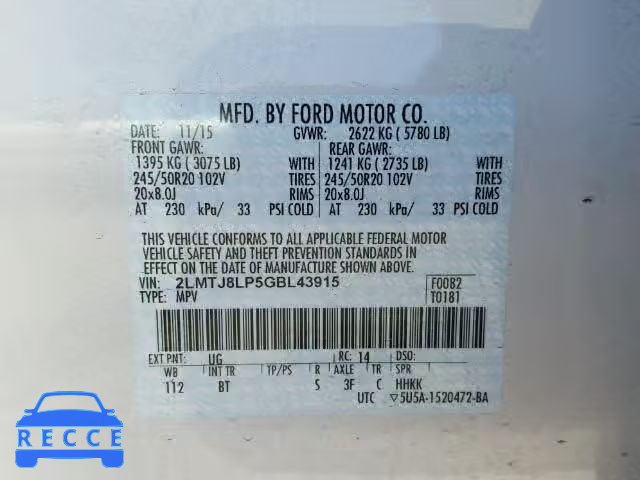 MFD. BY FORD MOTOR CO.
DATE: 11/15 GVWR: 2622 KG ( 5780 LB)
FRONT GAWR: REAR GAWR:
1395 KG ( 3075 LB) WITH 1241 KG ( 2735 LB) WITH
245/50R20 102V TIRES 245/50R20 102V TIRES
20x8.0J RIMS 20x8.0J RIMS
AT 230 kPa/ 33 PSI COLD AT 230 kPa/ 33 PSI COLD
THIS VEHICLE CONFORMS TO ALL APPLICABLE FEDERAL MOTOR
VEHICLE SAFETY AND THEFT PREVENTION STANDARDS IN
EFFECT ON THE DATE OF MANUFACTURE SHOWN ABOVE.
VIN: 2LMTJ8LP5GBL43915 F0082
TYPE: MPV T0181
EXT PNT: UG RC: 14 DSO:
WB INT TR TP/PS R AXLE TR SPR
112 BT S 3F C HHKK
UTC ▽5U5A-1520472-BA
RECCE